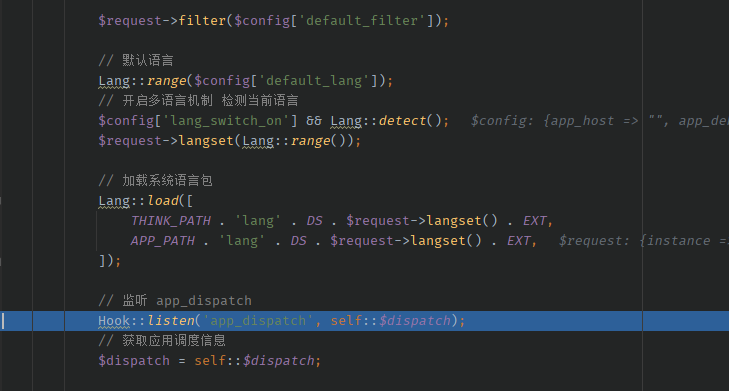 $request->filter($config['default_filter']);
// 默认语言
Lang::range($config['default_lang']);
// 开启多语言机制 检测当前语言
$config['lang_switch_on'] && Lang::detect();   $config: {app_host => "", app_de
$request->langset(Lang::range());
// 加载系统语言包
Lang::load([
THINK_PATH . 'lang' . DS . $request->langset() . EXT,
APP_PATH . 'lang' . DS . $request->langset() . EXT,   $request: {instance =>
]);
// 监听 app_dispatch
Hook::listen('app_dispatch', self::$dispatch);
// 获取应用调度信息
$dispatch = self::$dispatch;